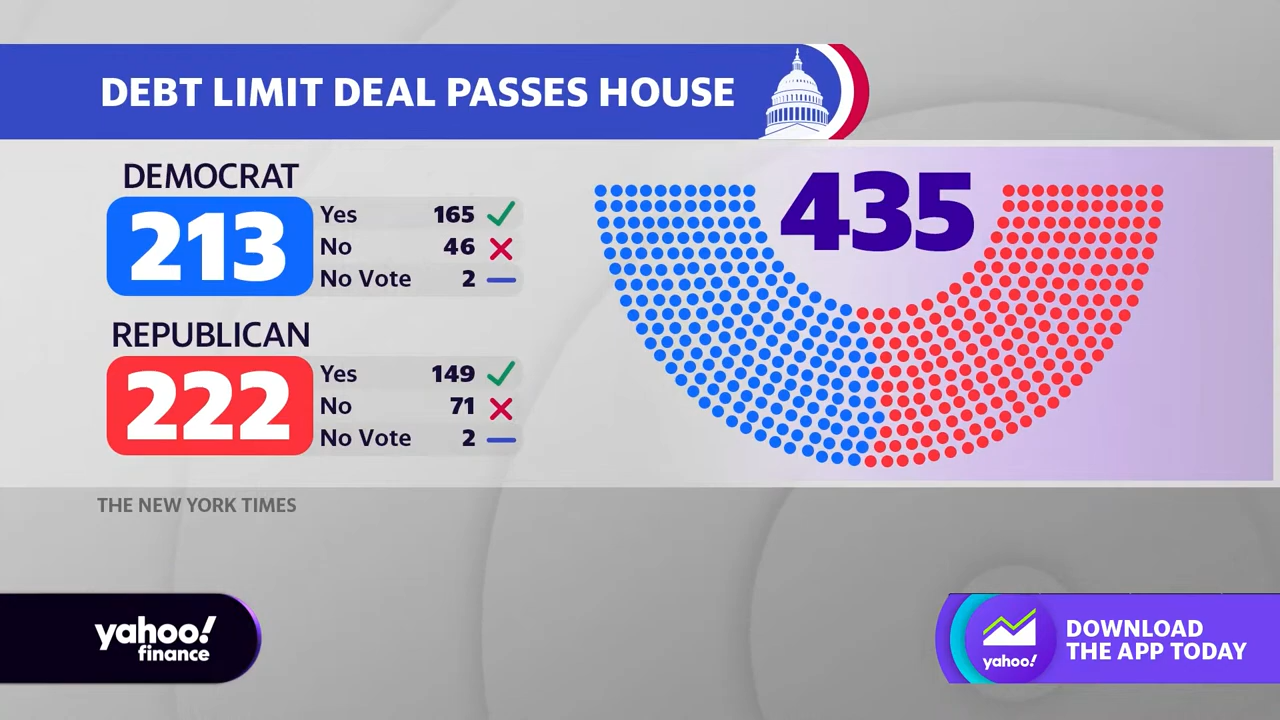 DEBT LIMIT DEAL PASSES HOUSE
DEMOCRAT
213
Yes 165
No 46
No Vote 2
REPUBLICAN
222
Yes 149
No 71
No Vote 2
435
THE NEW YORK TIMES
yahoo!
finance
yahoo!
DOWNLOAD
THE APP TODAY